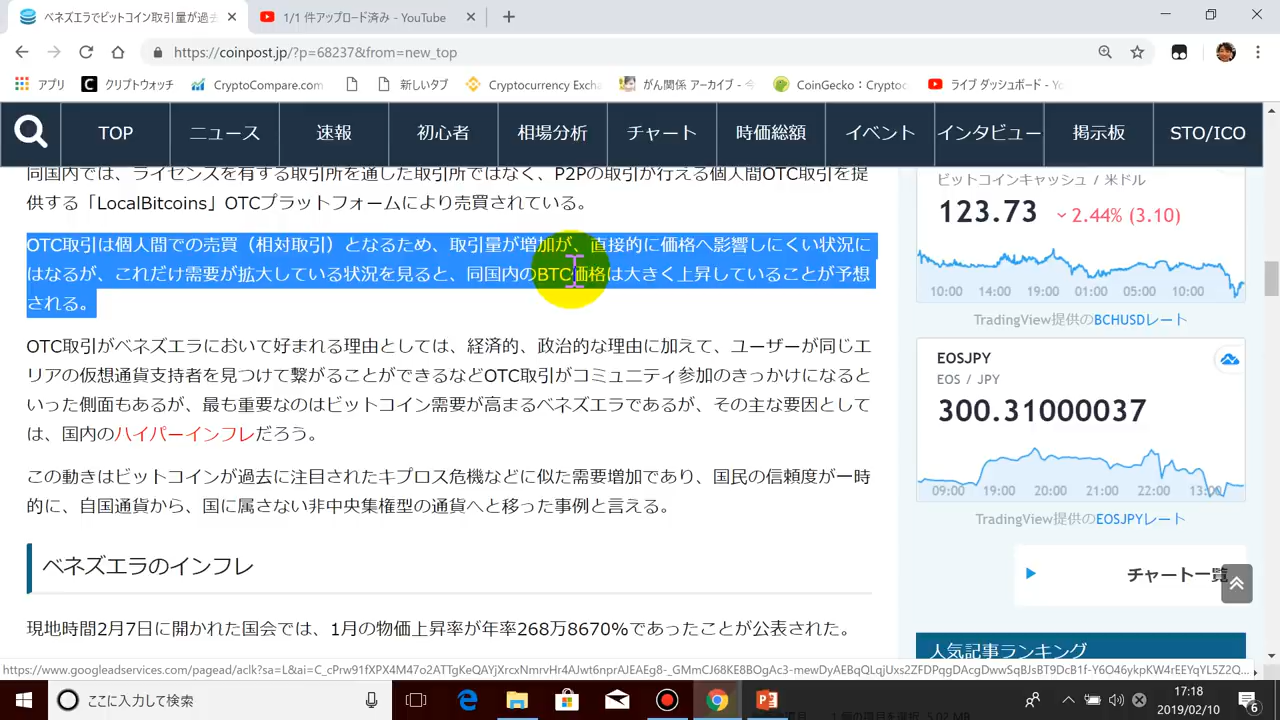 ベネズエラでビットコイン取引量が過去
1/1 件アップロード済み - YouTube
https://coinpost.jp/?p=68237&from=new_top
アプリ
クリプトウォッチ
CryptoCompare.com
新しいタブ
Cryptocurrency Excha
がん関係 アーカイブ - 今
CoinGecko：Cryptoc
ライブ ダッシュボード - Yo
TOP
ニュース
速報
初心者
相場分析
チャート
時価総額
イベント
インタビュー
掲示板
STO/ICO
同国内では、ライセンスを有する取引所を通した取引所ではなく、P2Pの取引が行える個人間OTC取引を提
供する「LocalBitcoins」OTCプラットフォームにより売買されている。
OTC取引は個人間での売買（相対取引）となるため、取引量が増加が、直接的に価格へ影響しにくい状況に
はなるが、これだけ需要が拡大している状況を見ると、同国内のBTC価格は大きく上昇していることが予想
される。
OTC取引がベネズエラにおいて好まれる理由としては、経済的、政治的な理由に加えて、ユーザーが同じエ
リアの仮想通貨支持者を見つけて繋がることができるなどOTC取引がコミュニティ参加のきっかけになると
いった側面もあるが、最も重要なのはビットコイン需要が高まるベネズエラであるが、その主な要因として
は、国内のハイパーインフレだろう。
この動きはビットコインが過去に注目されたキプロス危機などに似た需要増加であり、国民の信頼度が一時
的に、自国通貨から、国に属さない非中央集権型の通貨へと移った事例と言える。
ベネズエラのインフレ
現地時間2月7日に開かれた国会では、1月の物価上昇率が年率268万8670%であったことが公表された。
ビットコインキャッシュ / 米ドル
123.73
2.44% (3.10)
10:00 14:00 19:00 01:00 05:00 10:00
TradingView提供のBCHUSDレート
EOSJPY
EOS / JPY
300.31000037
09:00 19:00 20:00 21:00 22:00 13:00
TradingView提供のEOSJPYレート
チャート一覧
人気記事ランキング
ここに入力して検索
17:18
2019/02/10
6